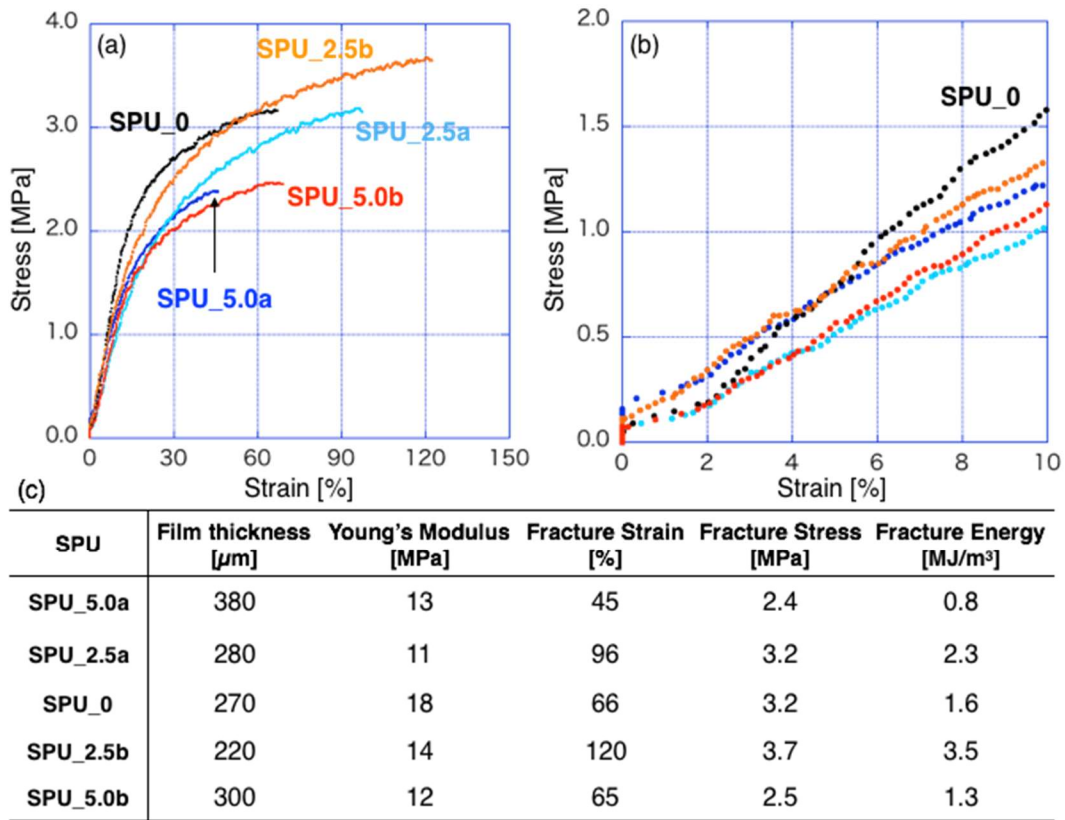 (a)
4.0
3.0
2.0
1.0
0.0
Stress [MPa]
SPU_2.5b
SPU_0
SPU_2.5a
SPU_5.0b
SPU_5.0a
0 30 60 90 120 150
Strain [%]
(b)
2.0
1.5
1.0
0.5
0.0
Stress [MPa]
SPU_0
0 2 4 6 8 10
Strain [%]
(c)
SPU Film thickness [µm] Young's Modulus [MPa] Fracture Strain [%] Fracture Stress [MPa] Fracture Energy [MJ/m³]
SPU_5.0a 380 13 45 2.4 0.8
SPU_2.5a 280 11 96 3.2 2.3
SPU_0 270 18 66 3.2 1.6
SPU_2.5b 220 14 120 3.7 3.5
SPU_5.0b 300 12 65 2.5 1.3